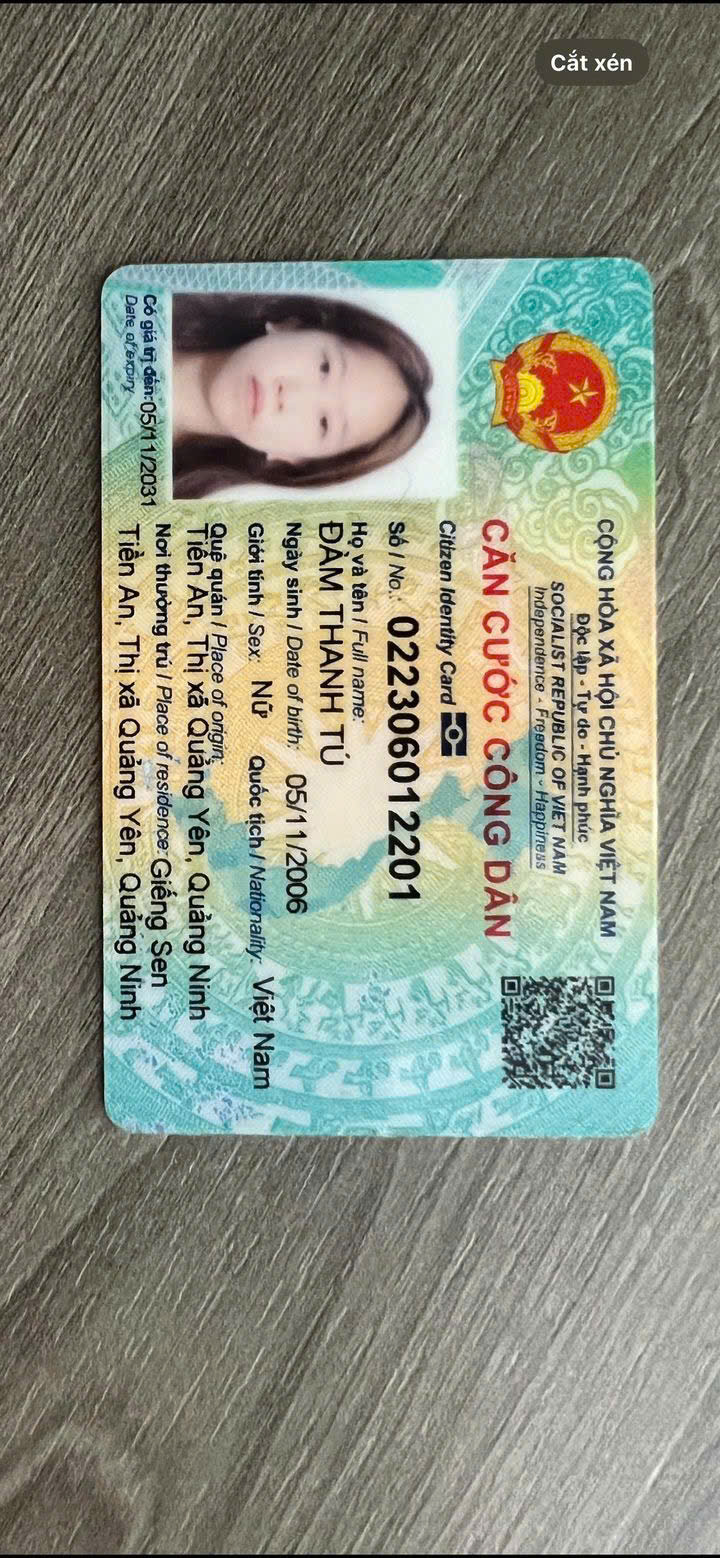 Cắt xén
CỘNG HÒA XÃ HỘI CHỦ NGHĨA VIỆT NAM
Độc lập - Tự do - Hạnh phúc
SOCIALIST REPUBLIC OF VIET NAM
Independence - Freedom - Happiness
CĂN CƯỚC CÔNG DÂN
Citizen Identity Card
Số / No.: 022306012201
Họ và tên / Full name:
ĐÀM THANH TÚ
Ngày sinh / Date of birth: 05/11/2006
Giới tính / Sex: Nữ Quốc tịch / Nationality: Việt Nam
Quê quán / Place of origin:
Tiền An, Thị xã Quảng Yên, Quảng Ninh
Nơi thường trú / Place of residence: Giếng Sen
Tiền An, Thị xã Quảng Yên, Quảng Ninh
Có giá trị đến: 05/11/2031
Date of expiry